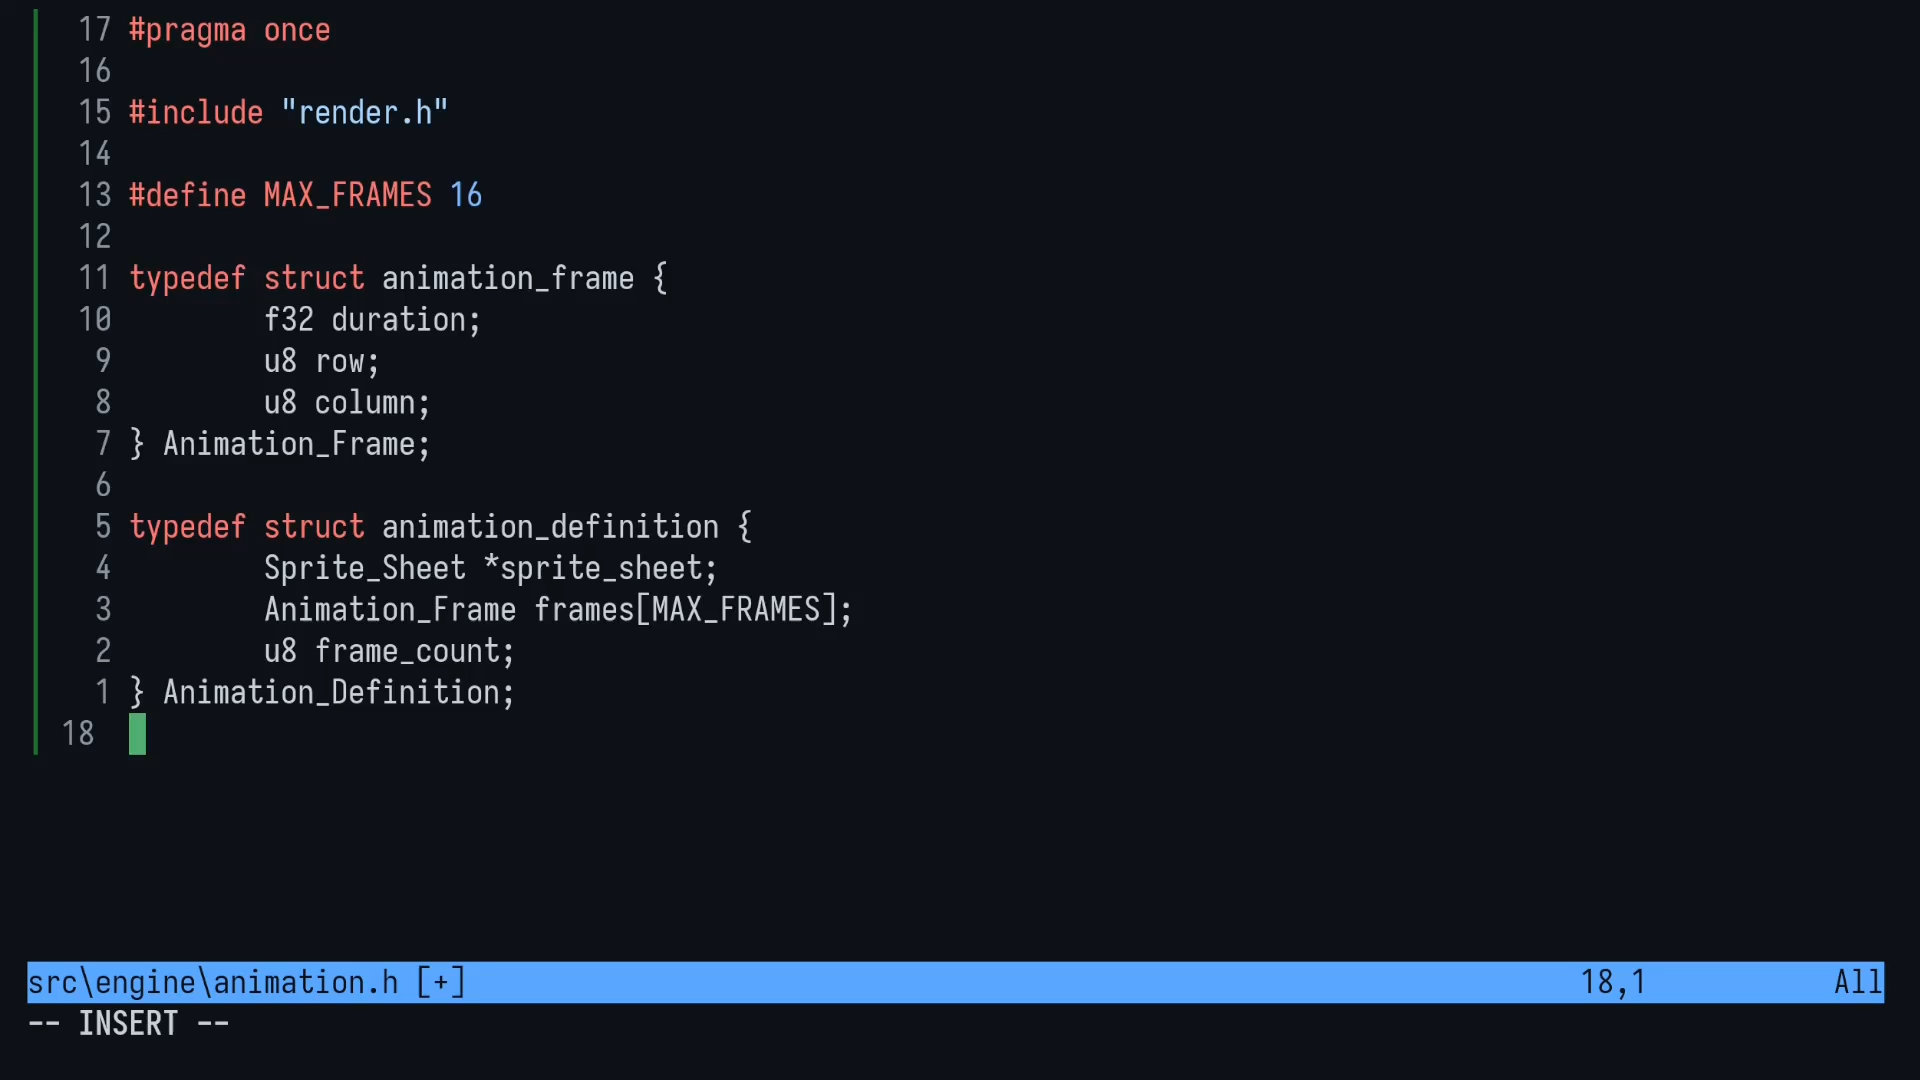 17 #pragma once
16
15 #include "render.h"
14
13 #define MAX_FRAMES 16
12
11 typedef struct animation_frame {
10         f32 duration;
9         u8 row;
8         u8 column;
7 } Animation_Frame;
6
5 typedef struct animation_definition {
4         Sprite_Sheet *sprite_sheet;
3         Animation_Frame frames[MAX_FRAMES];
2         u8 frame_count;
1 } Animation_Definition;
18
src\engine\animation.h [+] 18,1 All
-- INSERT --